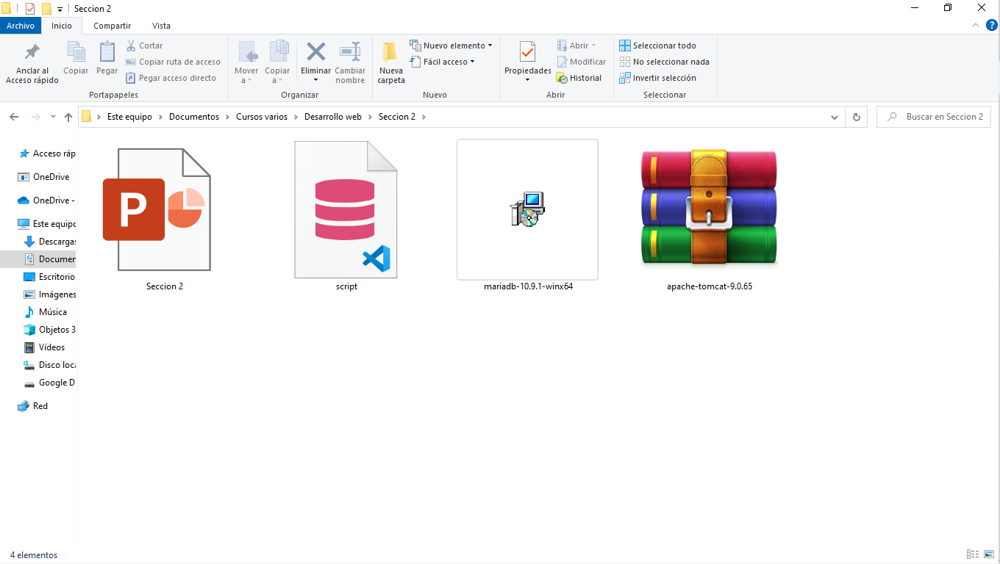 Seccion 2
Archivo Inicio Compartir Vista
Anclar al Acceso rápido
Copiar
Pegar
Cortar
Copiar ruta de acceso
Pegar acceso directo
Portapapeles
Mover a
Copiar a
Eliminar
Cambiar nombre
Organizar
Nueva carpeta
Nuevo elemento
Fácil acceso
Nuevo
Propiedades
Abrir
Modificar
Historial
Abrir
Seleccionar todo
No seleccionar nada
Invertir selección
Seleccionar
Este equipo > Documentos > Cursos varios > Desarrollo web > Seccion 2 >
Buscar en Seccion 2
Acceso ráp
OneDrive
OneDrive -
Este equipo
Descargas
Documen
Escritorio
Imágenes
Música
Objetos 3
Vídeos
Disco loca
Google D
Red
P
Seccion 2
script
mariadb-10.9.1-winx64
apache-tomcat-9.0.65
4 elementos